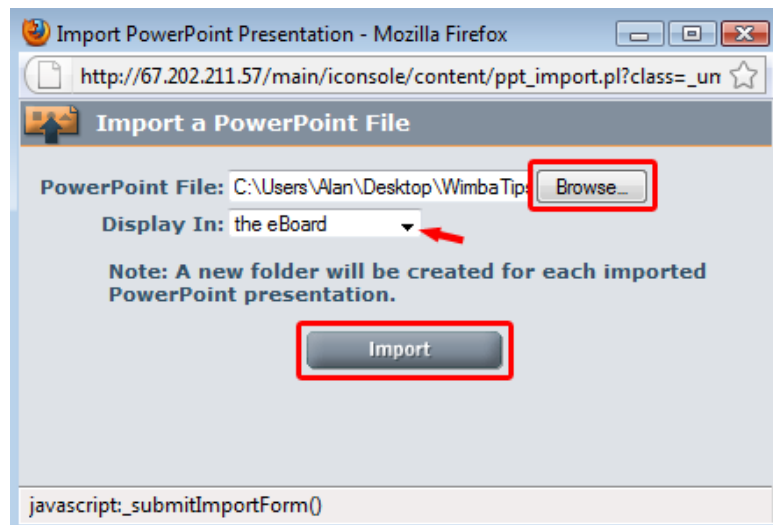 Import PowerPoint Presentation - Mozilla Firefox
http://67.202.211.57/main/iconsole/content/ppt_import.pl?class=_un
Import a PowerPoint File
PowerPoint File: C:\Users\Alan\Desktop\WimbaTips Browse...
Display In: the eBoard
Note: A new folder will be created for each imported
PowerPoint presentation.
Import
javascript:_submitImportForm()